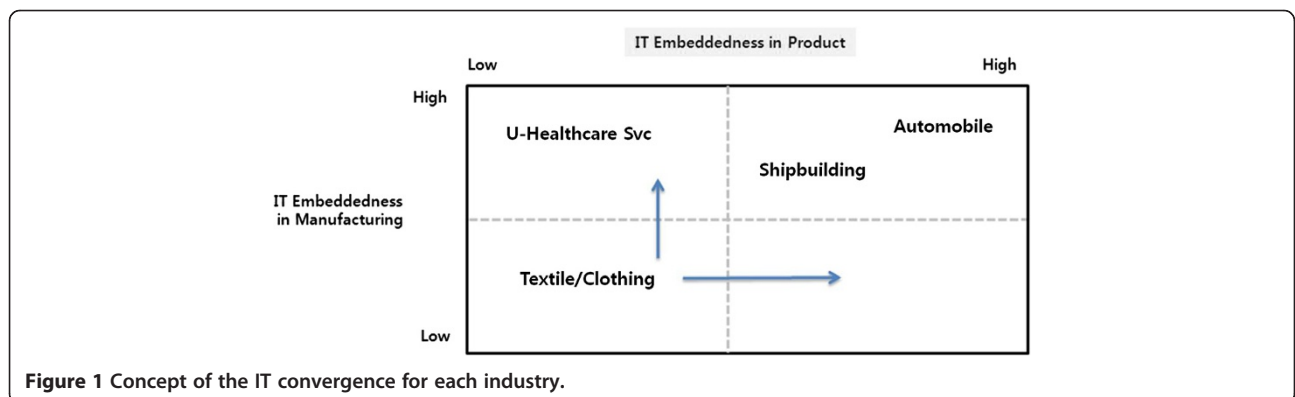 IT Embeddedness in Product
Low
High
High
U-Healthcare Svc
Automobile
Shipbuilding
IT Embeddedness
in Manufacturing
Textile/Clothing
Low
Figure 1 Concept of the IT convergence for each industry.